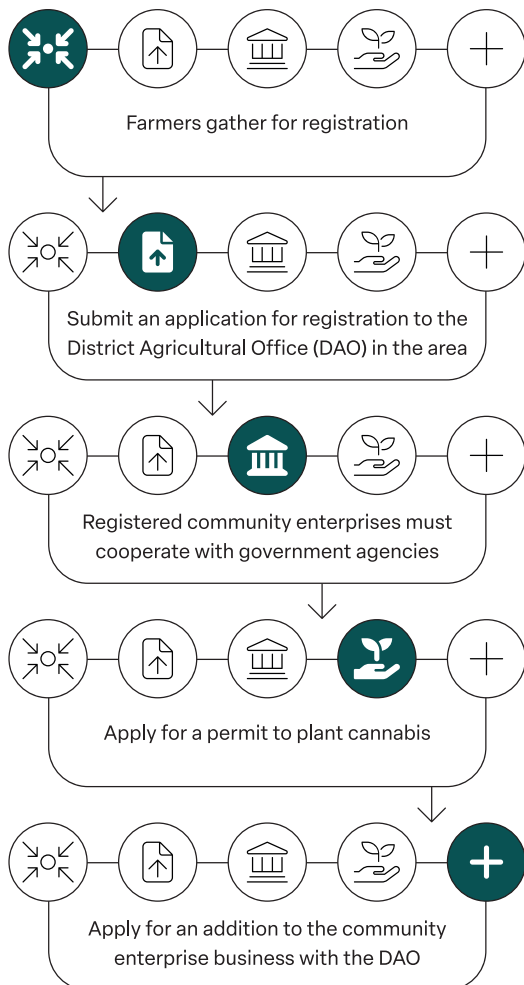 Farmers gather for registration
Submit an application for registration to the
District Agricultural Office (DAO) in the area
Registered community enterprises must
cooperate with government agencies
Apply for a permit to plant cannabis
Apply for an addition to the community
enterprise business with the DAO